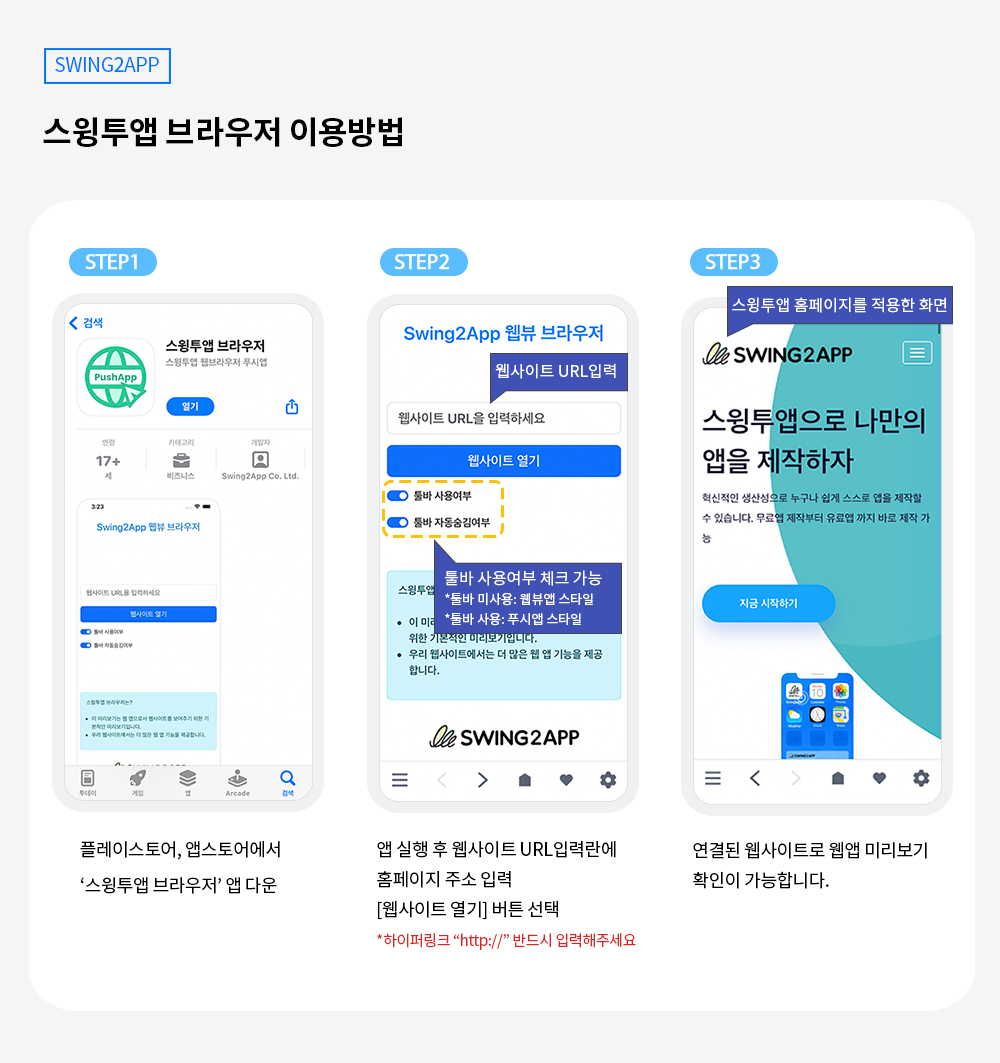 SWING2APP
스윙투앱 브라우저 이용방법
STEP1
검색
스윙투앱 브라우저
스윙투앱 웹브라우저 푸시앱
PushApp
열기
연령
카테고리
개발자
17+
세
비즈니스
Swing2App Co. Ltd.
3:23
Swing2App 웹뷰 브라우저
웹사이트 URL을 입력하세요
웹사이트 열기
툴바 사용여부
툴바 자동숨김여부
스윙투앱 브라우저는?
• 이 미리보기는 웹 앱으로서 웹사이트를 보여주기 위한 기
본적인 미리보기입니다.
• 우리 웹사이트에서는 더 많은 웹 앱 기능을 제공합니다.
투데이
게임
앱
Arcade
검색
플레이스토어, 앱스토어에서
‘스윙투앱 브라우저’ 앱 다운
STEP2
Swing2App 웹뷰 브라우저
웹사이트 URL입력
웹사이트 URL을 입력하세요
웹사이트 열기
툴바 사용여부
툴바 자동숨김여부
툴바 사용여부 체크 가능
*툴바 미사용: 웹뷰앱 스타일
*툴바 사용: 푸시앱 스타일
스윙투앱
• 이 미리
위한 기본적인 미리보기입니다.
• 우리 웹사이트에서는 더 많은 웹 앱 기능을 제공
합니다.
SWING2APP
앱 실행 후 웹사이트 URL입력란에
홈페이지 주소 입력
[웹사이트 열기] 버튼 선택
*하이퍼링크 “http://” 반드시 입력해주세요
STEP3
스윙투앱 홈페이지를 적용한 화면
SWING2APP
스윙투앱으로 나만의
앱을 제작하자
혁신적인 생산성으로 누구나 쉽게 스스로 앱을 제작할
수 있습니다. 무료앱 제작부터 유료앱 까지 바로 제작 가
능
지금 시작하기
10
연결된 웹사이트로 웹앱 미리보기
확인이 가능합니다.